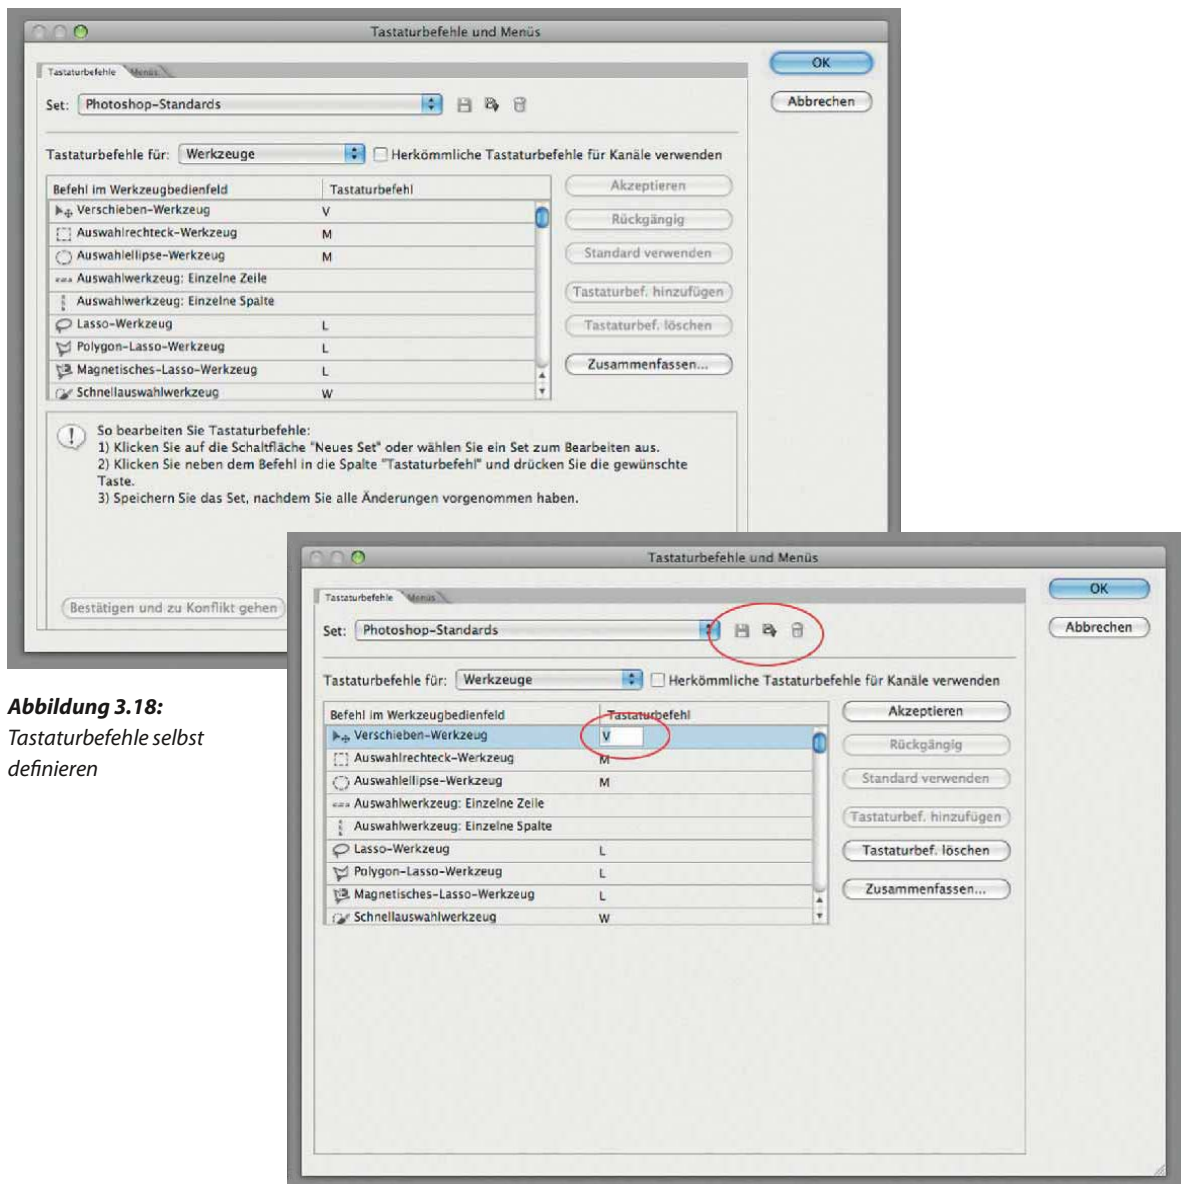 Tastaturbefehle und Menüs
Tastaturbefehle Menüs
OK
Abbrechen
Set: Photoshop-Standards
Tastaturbefehle für: Werkzeuge Herkömmliche Tastaturbefehle für Kanäle verwenden
Befehl im Werkzeugbedienfeld Tastaturbefehl
Verschieben-Werkzeug V
Auswahlrechteck-Werkzeug M
Auswahlellipse-Werkzeug M
Auswahlwerkzeug: Einzelne Zeile
Auswahlwerkzeug: Einzelne Spalte
Lasso-Werkzeug L
Polygon-Lasso-Werkzeug L
Magnetisches-Lasso-Werkzeug L
Schnellauswahlwerkzeug W
Akzeptieren
Rückgängig
Standard verwenden
Tastaturbef. hinzufügen
Tastaturbef. löschen
Zusammenfassen...
So bearbeiten Sie Tastaturbefehle:
1) Klicken Sie auf die Schaltfläche "Neues Set" oder wählen Sie ein Set zum Bearbeiten aus.
2) Klicken Sie neben dem Befehl in die Spalte "Tastaturbefehl" und drücken Sie die gewünschte
Taste.
3) Speichern Sie das Set, nachdem Sie alle Änderungen vorgenommen haben.
Bestätigen und zu Konflikt gehen
Abbildung 3.18:
Tastaturbefehle selbst
definieren
Tastaturbefehle und Menüs
Tastaturbefehle Menüs
OK
Abbrechen
Set: Photoshop-Standards
Tastaturbefehle für: Werkzeuge Herkömmliche Tastaturbefehle für Kanäle verwenden
Befehl im Werkzeugbedienfeld Tastaturbefehl
Verschieben-Werkzeug V
Auswahlrechteck-Werkzeug M
Auswahlellipse-Werkzeug M
Auswahlwerkzeug: Einzelne Zeile
Auswahlwerkzeug: Einzelne Spalte
Lasso-Werkzeug L
Polygon-Lasso-Werkzeug L
Magnetisches-Lasso-Werkzeug L
Schnellauswahlwerkzeug W
Akzeptieren
Rückgängig
Standard verwenden
Tastaturbef. hinzufügen
Tastaturbef. löschen
Zusammenfassen...